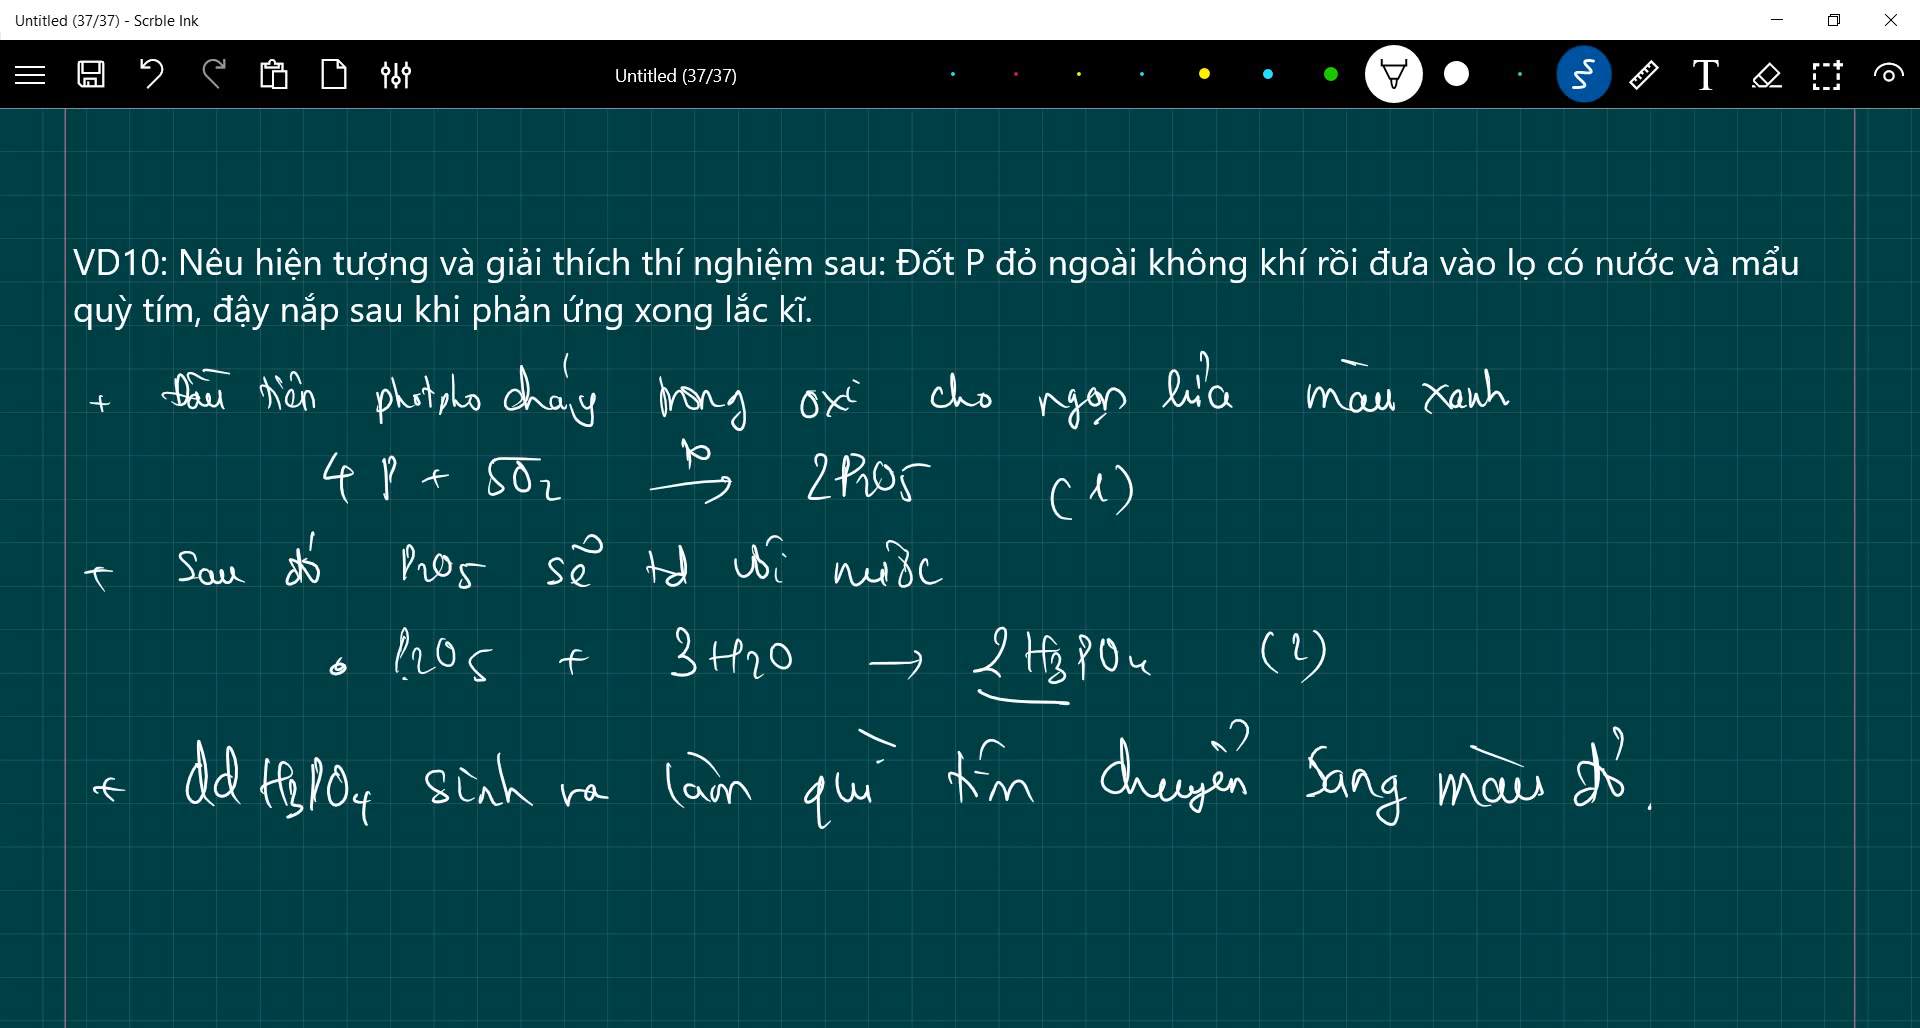 Untitled (37/37) - Scrble Ink
Untitled (37/37)
T
VD10: Nêu hiện tượng và giải thích thí nghiệm sau: Đốt P đỏ ngoài không khí rồi đưa vào lọ có nước và mẩu
quỳ tím, đậy nắp sau khi phản ứng xong lắc kĩ.
+ Đầu tiên photpho cháy trong oxi cho ngọn lửa màu xanh
4P + 5O2 →^{to} 2P2O5 (1)
+ Sau đó P2O5 sẽ td với nước
• P2O5 + 3H2O → 2H3PO4 (2)
+ dd H3PO4 sinh ra làm quì tím chuyển sang màu đỏ.